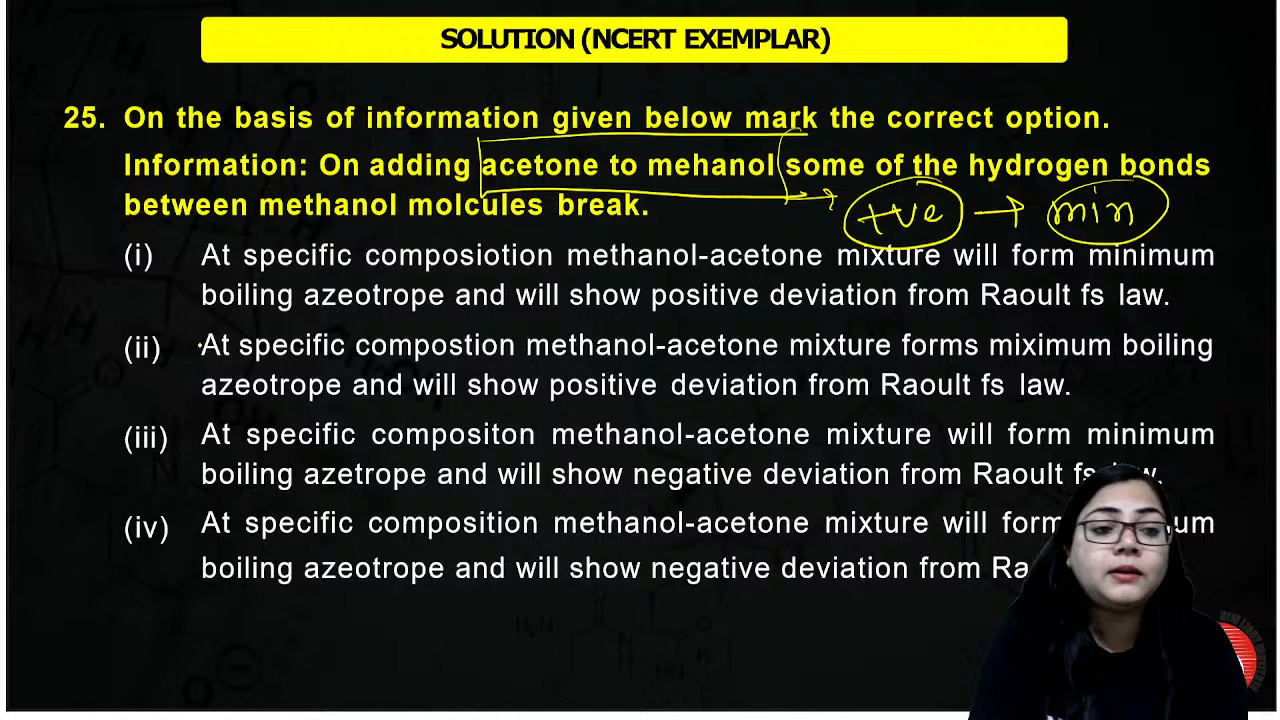 SOLUTION (NCERT EXEMPLAR)
25. On the basis of information given below mark the correct option.
Information: On adding acetone to mehanol some of the hydrogen bonds
between methanol molcules break.
+ve → min
(i) At specific composiotion methanol-acetone mixture will form minimum
boiling azeotrope and will show positive deviation from Raoult fs law.
(ii) At specific compostion methanol-acetone mixture forms miximum boiling
azeotrope and will show positive deviation from Raoult fs law.
(iii) At specific compositon methanol-acetone mixture will form minimum
boiling azetrope and will show negative deviation from Raoult fs
(iv) At specific composition methanol-acetone mixture will form
boiling azeotrope and will show negative deviation from